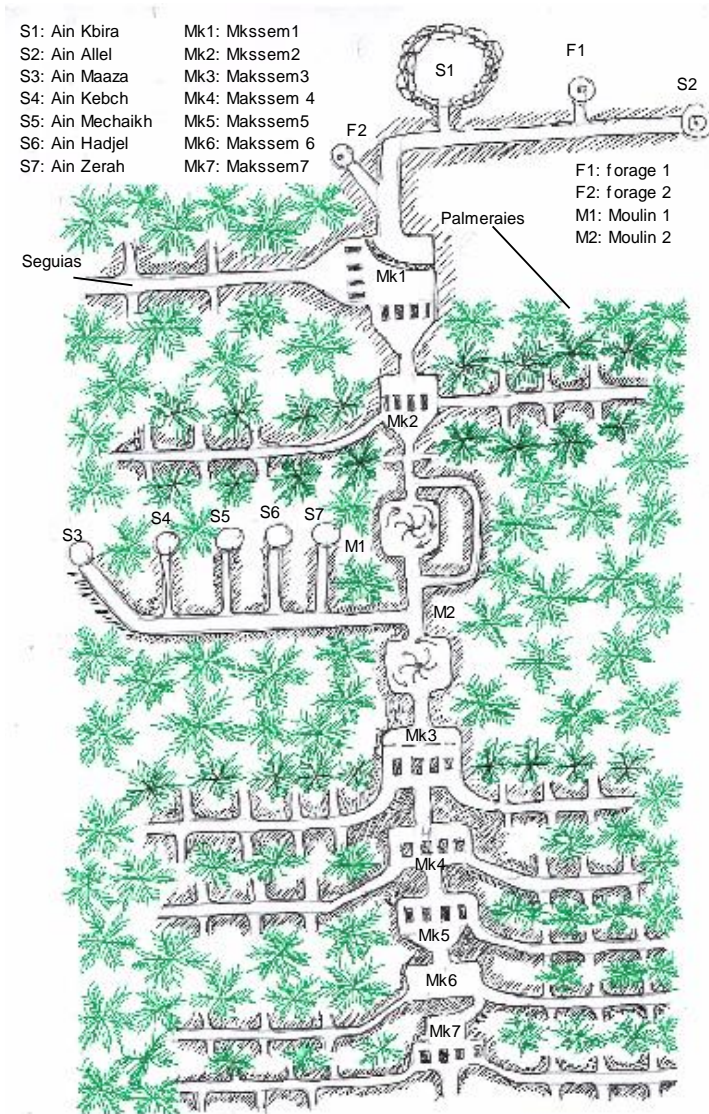 S1: Ain Kbira
S2: Ain Allel
S3: Ain Maaza
S4: Ain Kebch
S5: Ain Mechaikh
S6: Ain Hadjel
S7: Ain Zerah
Mk1: Mkssem1
Mk2: Mkssem2
Mk3: Makssem3
Mk4: Makssem 4
Mk5: Makssem5
Mk6: Makssem 6
Mk7: Makssem7
S1
F1
S2
F2
F1: forage 1
F2: forage 2
M1: Moulin 1
M2: Moulin 2
Palmeraies
Seguias
Mk1
Mk2
S3
S4
S5
S6
S7
M1
M2
Mk3
Mk4
Mk5
Mk6
Mk7